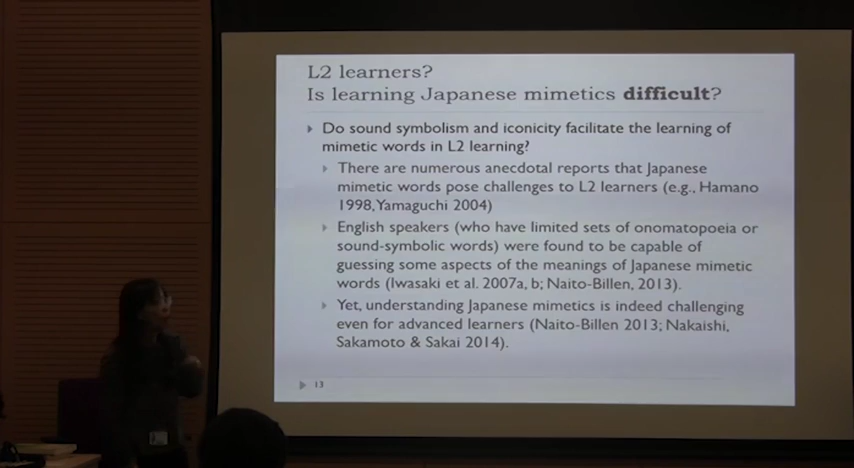 L2 learners?
Is learning Japanese mimetics difficult?
Do sound symbolism and iconicity facilitate the learning of
mimetic words in L2 learning?
There are numerous anecdotal reports that Japanese
mimetic words pose challenges to L2 learners (e.g., Hamano
1998, Yamaguchi 2004)
English speakers (who have limited sets of onomatopoeia or
sound-symbolic words) were found to be capable of
guessing some aspects of the meanings of Japanese mimetic
words (Iwasaki et al. 2007a, b; Naito-Billen, 2013).
Yet, understanding Japanese mimetics is indeed challenging
even for advanced learners (Naito-Billen 2013; Nakaishi,
Sakamoto & Sakai 2014).
13